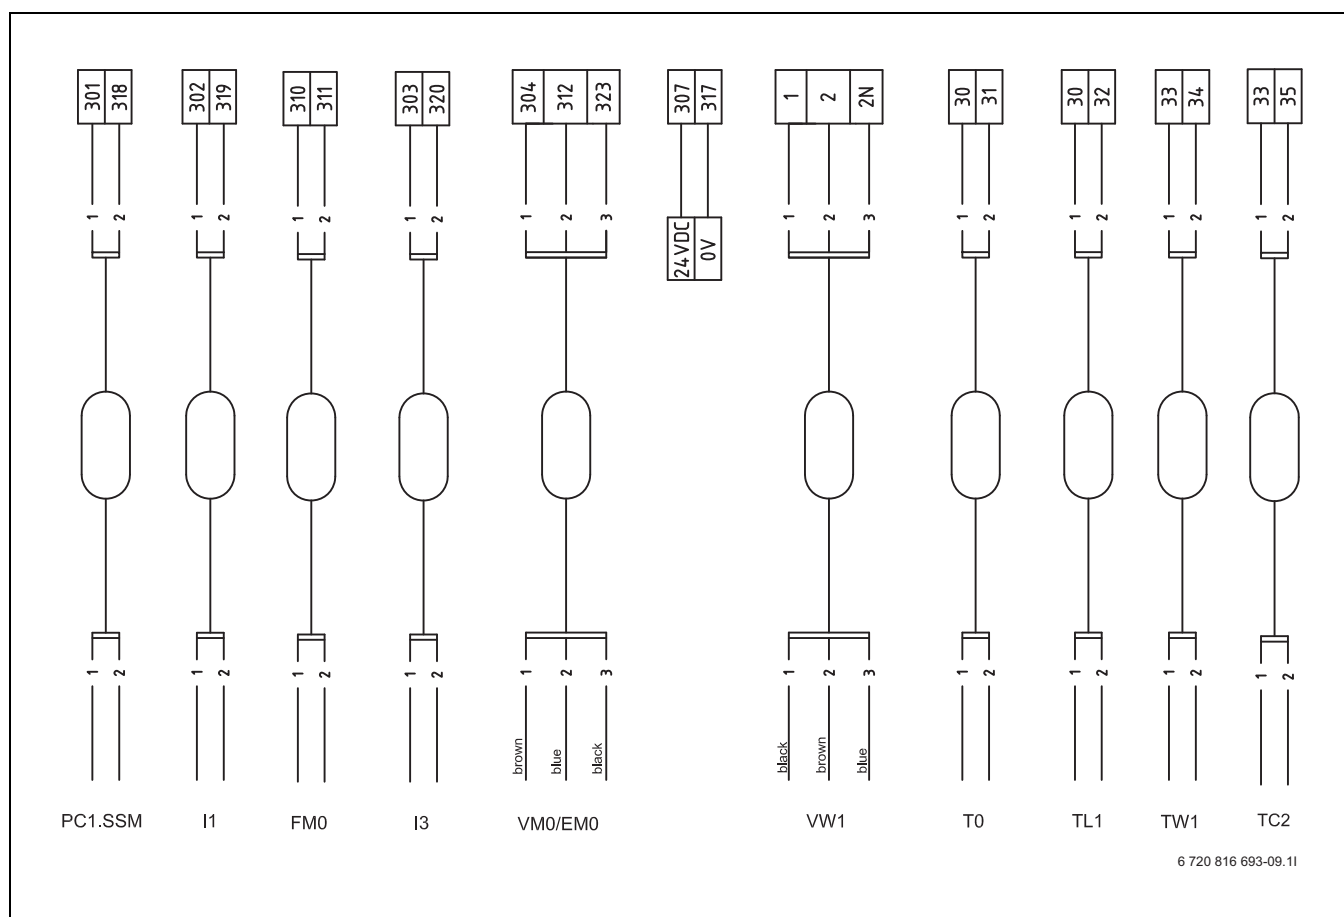 301 318 302 319 310 311 303 320 304 312 323 307 317 1 2 2N 30 31 30 32 33 34 33 35
1 2 1 2 1 2 1 2 1 2 3 1 2 3 1 2 1 2 1 2 1 2
24VDC 0V
1 2 1 2 1 2 1 2 1 2 3 1 2 3 1 2 1 2 1 2 1 2
brown blue black black brown blue
PC1.SSM I1 FM0 I3 VM0/EM0 VW1 T0 TL1 TW1 TC2
6 720 816 693-09.1I